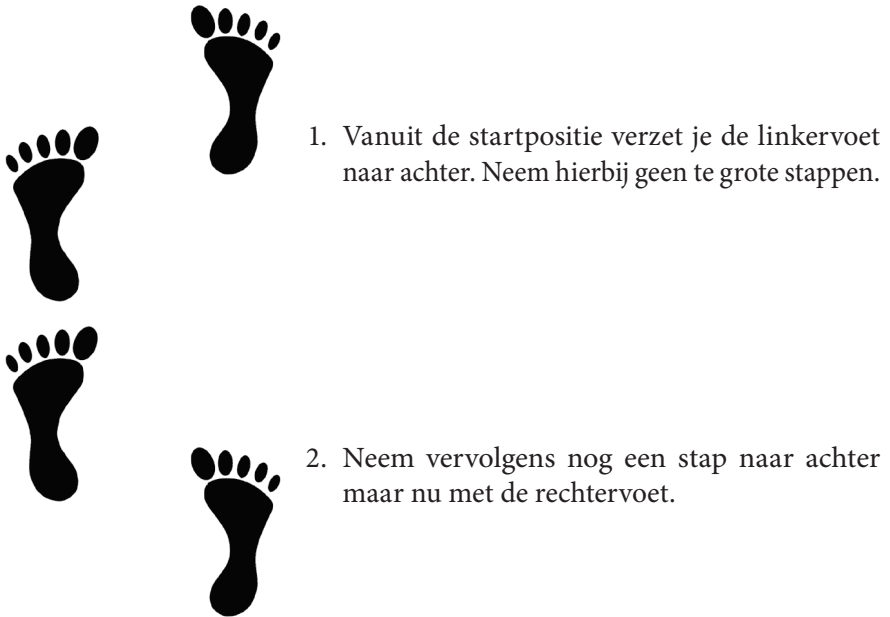 1. Vanuit de startpositie verzet je de linkervoet
naar achter. Neem hierbij geen te grote stappen.
2. Neem vervolgens nog een stap naar achter
maar nu met de rechtervoet.